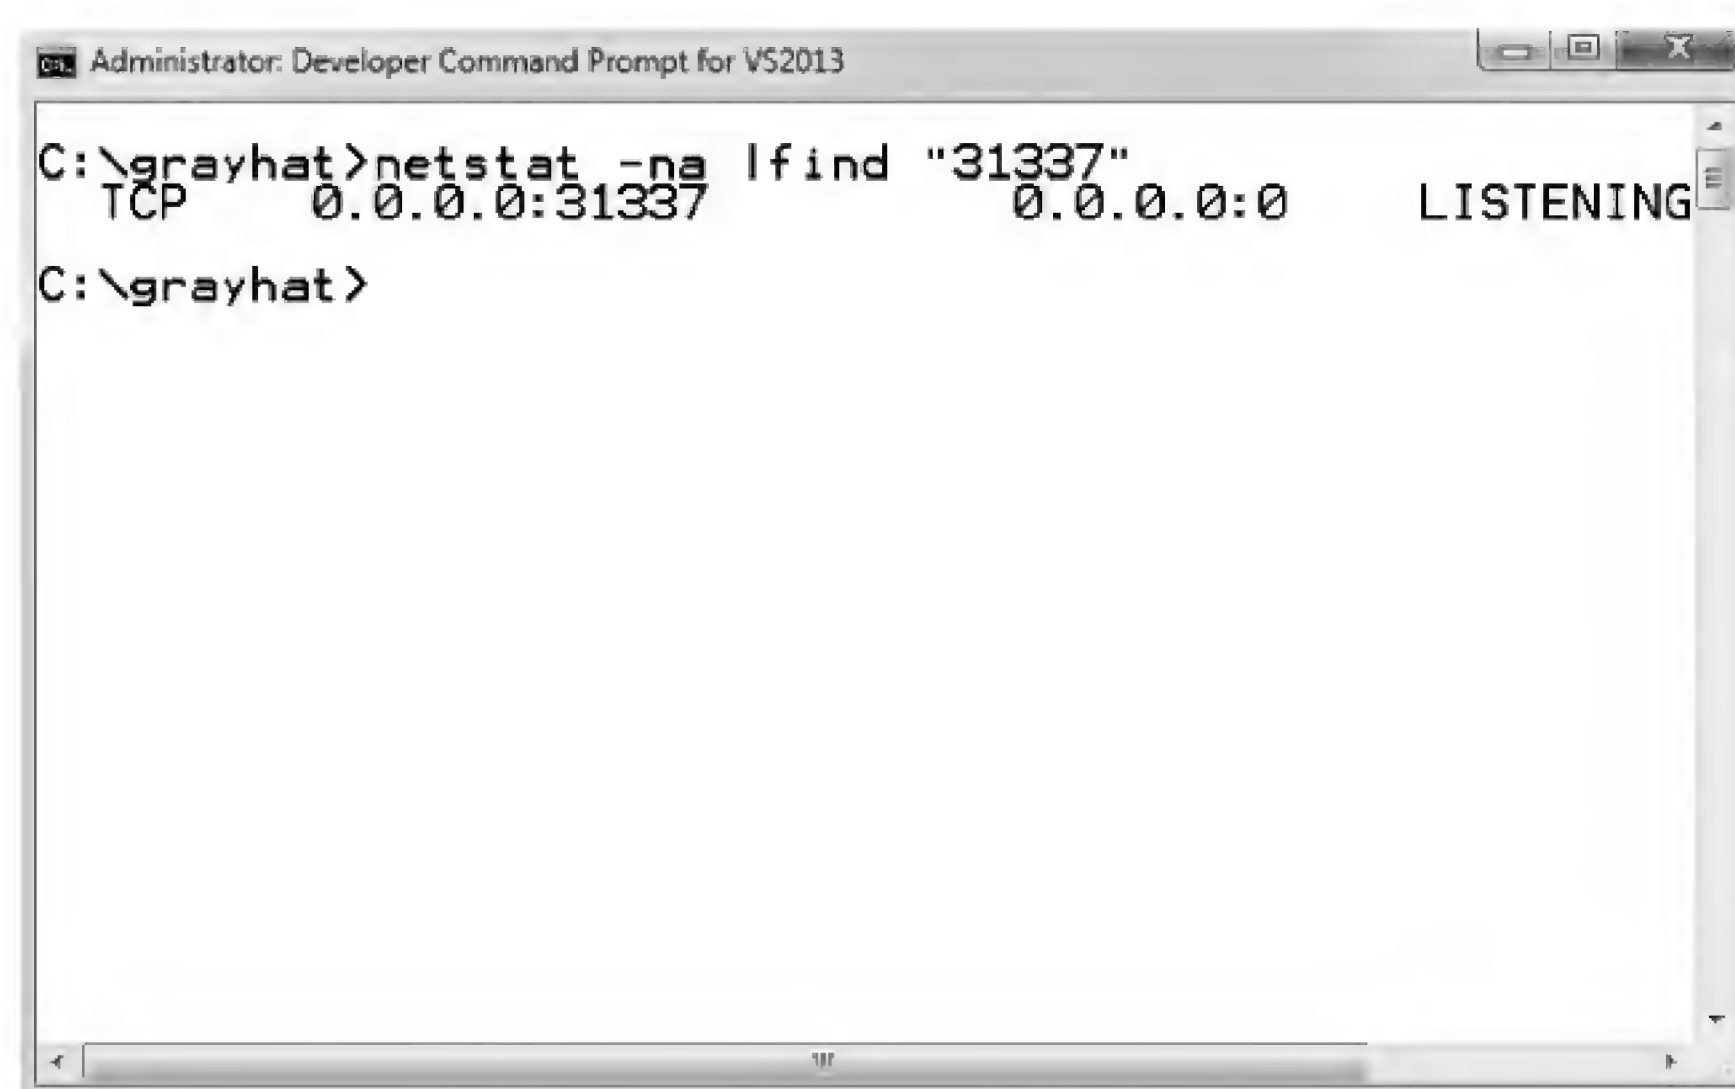 Administrator: Developer Command Prompt for VS2013
C:\grayhat>netstat -na |find "31337"
TCP 0.0.0.0:31337 0.0.0.0:0 LISTENING
C:\grayhat>